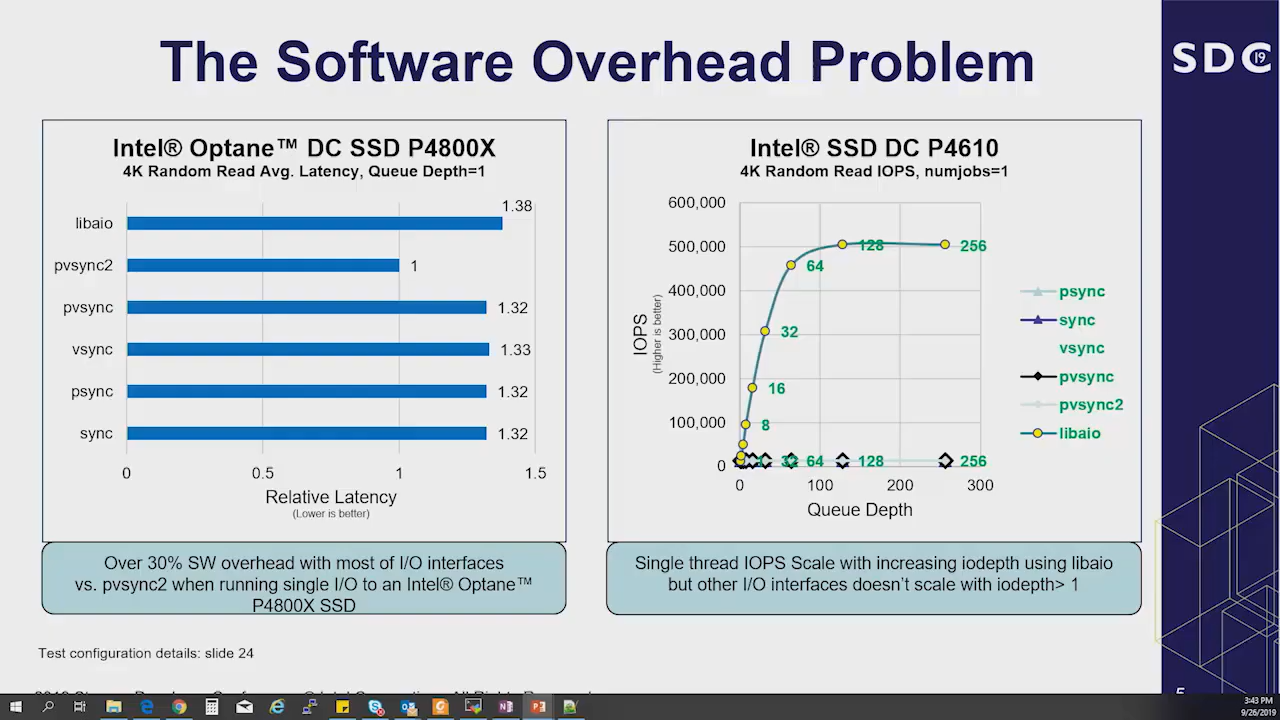 The Software Overhead Problem
SDC 19
Intel® Optane™ DC SSD P4800X
4K Random Read Avg. Latency, Queue Depth=1
libaio 1.38
pvsync2 1
pvsync 1.32
vsync 1.33
psync 1.32
sync 1.32
0 0.5 1 1.5
Relative Latency
(Lower is better)
Over 30% SW overhead with most of I/O interfaces
vs. pvsync2 when running single I/O to an Intel® Optane™
P4800X SSD
Intel® SSD DC P4610
4K Random Read IOPS, numjobs=1
IOPS
(Higher is better)
600,000
500,000
400,000
300,000
200,000
100,000
0
128 256
64
32
16
8
64 128 256
0 100 200 300
Queue Depth
psync
sync
vsync
pvsync
pvsync2
libaio
Single thread IOPS Scale with increasing iodepth using libaio
but other I/O interfaces doesn't scale with iodepth> 1
Test configuration details: slide 24
5
3:43 PM
9/26/2019